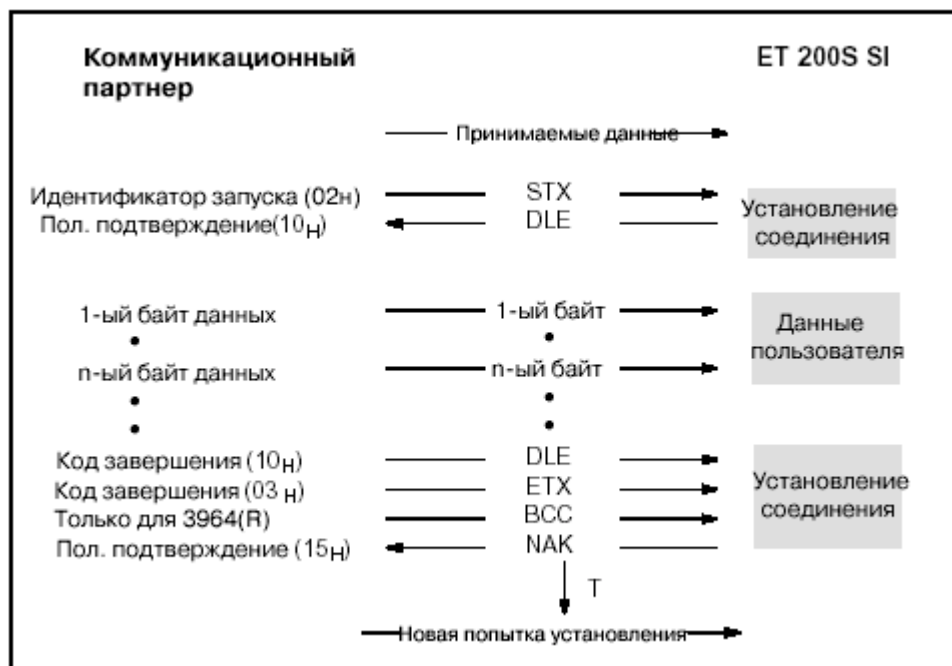 Коммуникационный партнер
ET 200S SI
Принимаемые данные
Идентификатор запуска (02н) STX
Пол. подтверждение(10H) DLE
Установление соединения
1-ый байт данных 1-ый байт
n-ый байт данных n-ый байт
Данные пользователя
Код завершения (10H) DLE
Код завершения (03 H) ETX
Только для 3964(R) BCC
Пол. подтверждение (15H) NAK
Установление соединения
T
Новая попытка установления